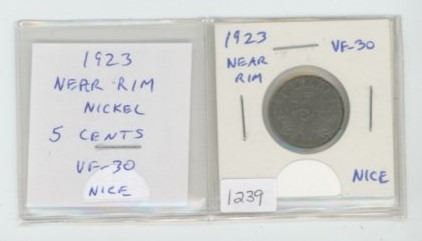 1923
NEAR RIM
NICKEL
5 CENTS
VF-30
NICE
1923
VF-30
NEAR
RIM
NICE
1239